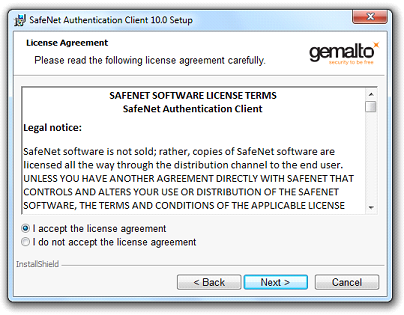 SafeNet Authentication Client 10.0 Setup
License Agreement
Please read the following license agreement carefully.
gemalto
security to be free
SAFENET SOFTWARE LICENSE TERMS
SafeNet Authentication Client
Legal notice:
SafeNet software is not sold; rather, copies of SafeNet software are
licensed all the way through the distribution channel to the end user.
UNLESS YOU HAVE ANOTHER AGREEMENT DIRECTLY WITH SAFENET THAT
CONTROLS AND ALTERS YOUR USE OR DISTRIBUTION OF THE SAFENET
SOFTWARE, THE TERMS AND CONDITIONS OF THE APPLICABLE LICENSE
I accept the license agreement
I do not accept the license agreement
InstallShield
< Back
Next >
Cancel